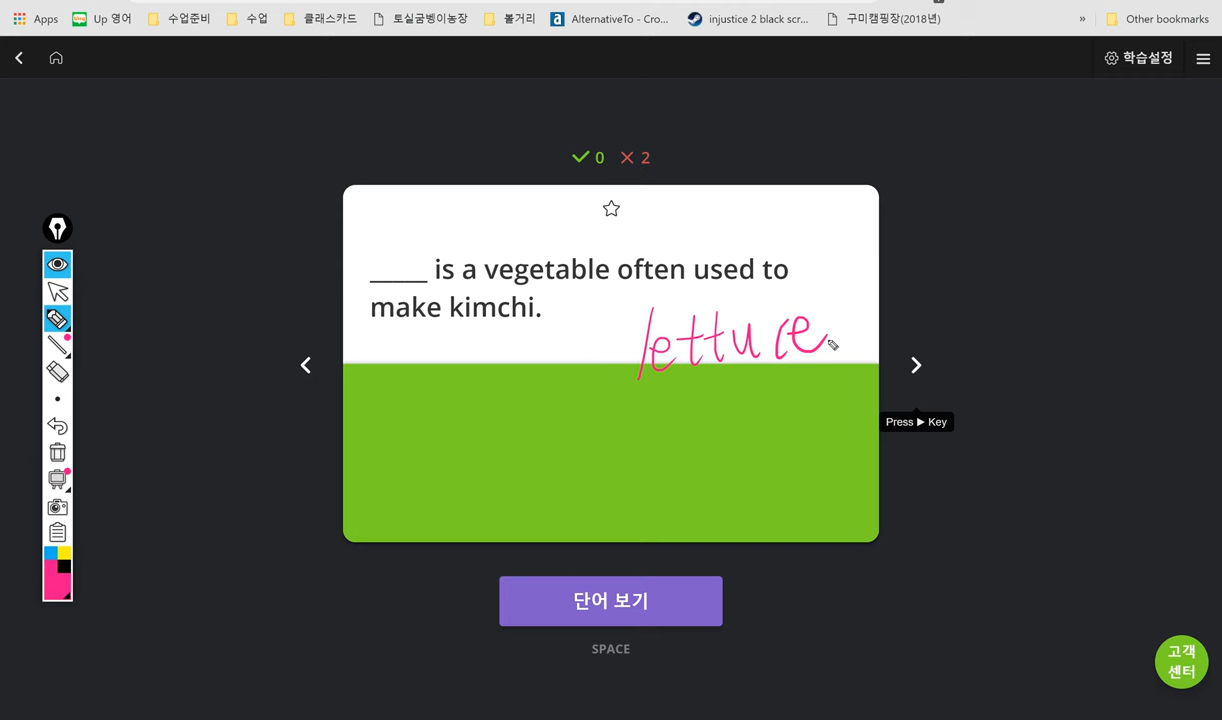 Apps
Up 영어
수업준비
수업
클래스카드
토실굼벵이농장
볼거리
AlternativeTo - Cro...
injustice 2 black scr...
구미캠핑장(2018년)
»
Other bookmarks
학습설정
0
2
_____ is a vegetable often used to
make kimchi.
lettuce
Press ► Key
단어 보기
SPACE
고객
센터